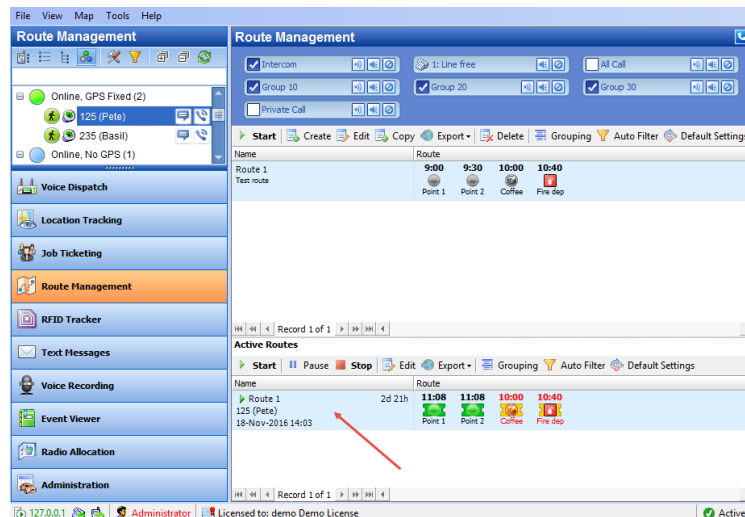 File View Map Tools Help
Route Management
Online, GPS Fixed (2)
125 (Pete)
235 (Basil)
Online, No GPS (1)
Voice Dispatch
Location Tracking
Job Ticketing
Route Management
RFID Tracker
Text Messages
Voice Recording
Event Viewer
Radio Allocation
Administration
Route Management
Intercom 1: Line free All Call
Group 10 Group 20 Group 30
Private Call
Start Create Edit Copy Export Delete Grouping Auto Filter Default Settings
Name Route
Route 1 9:00 9:30 10:00 10:40
Test route Point 1 Point 2 Coffee Fire dep
Record 1 of 1
Active Routes
Start Pause Stop Edit Export Grouping Auto Filter Default Settings
Name Route
Route 1 2d 21h 11:08 11:08 10:00 10:40
125 (Pete) Point 1 Point 2 Coffee Fire dep
18-Nov-2016 14:03
Record 1 of 1
127.0.0.1 Administrator Licensed to: demo Demo License Active